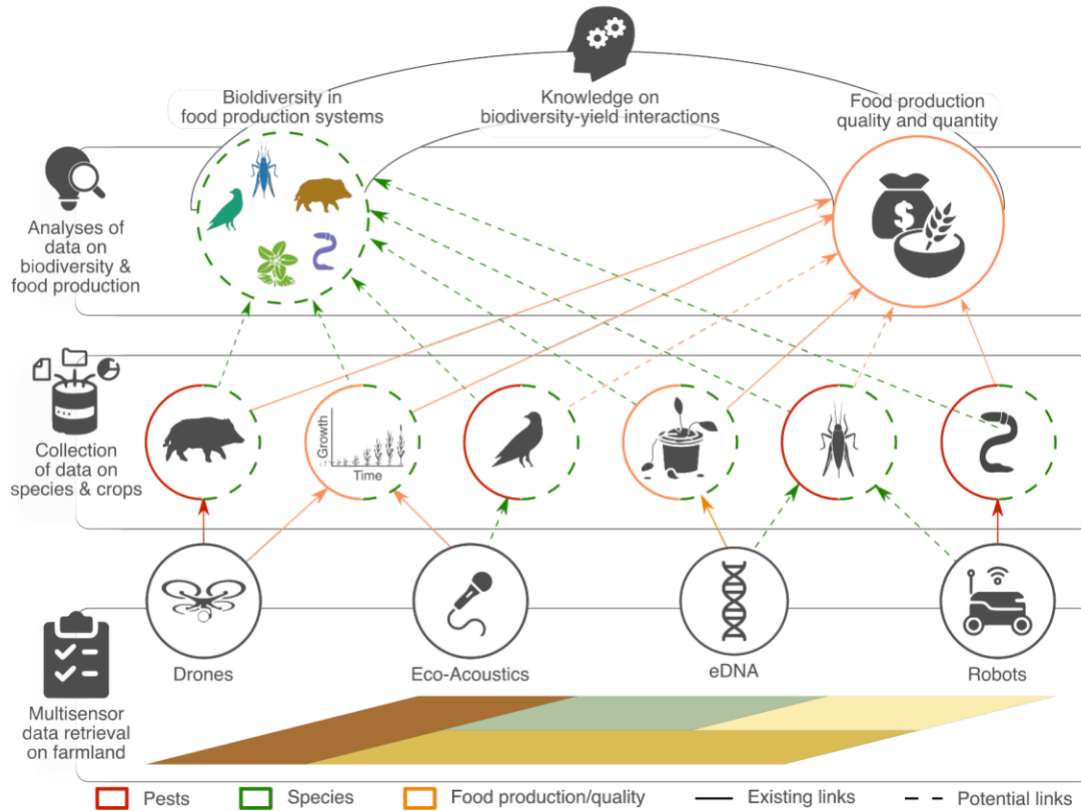 Bioldiversity in
food production systems
Knowledge on
biodiversity-yield interactions
Food production
quality and quantity
Analyses of
data on
biodiversity &
food production
$
Collection
of data on
species & crops
Growth
Time
Drones
Eco-Acoustics
eDNA
Robots
Multisensor
data retrieval
on farmland
Pests
Species
Food production/quality
Existing links
Potential links